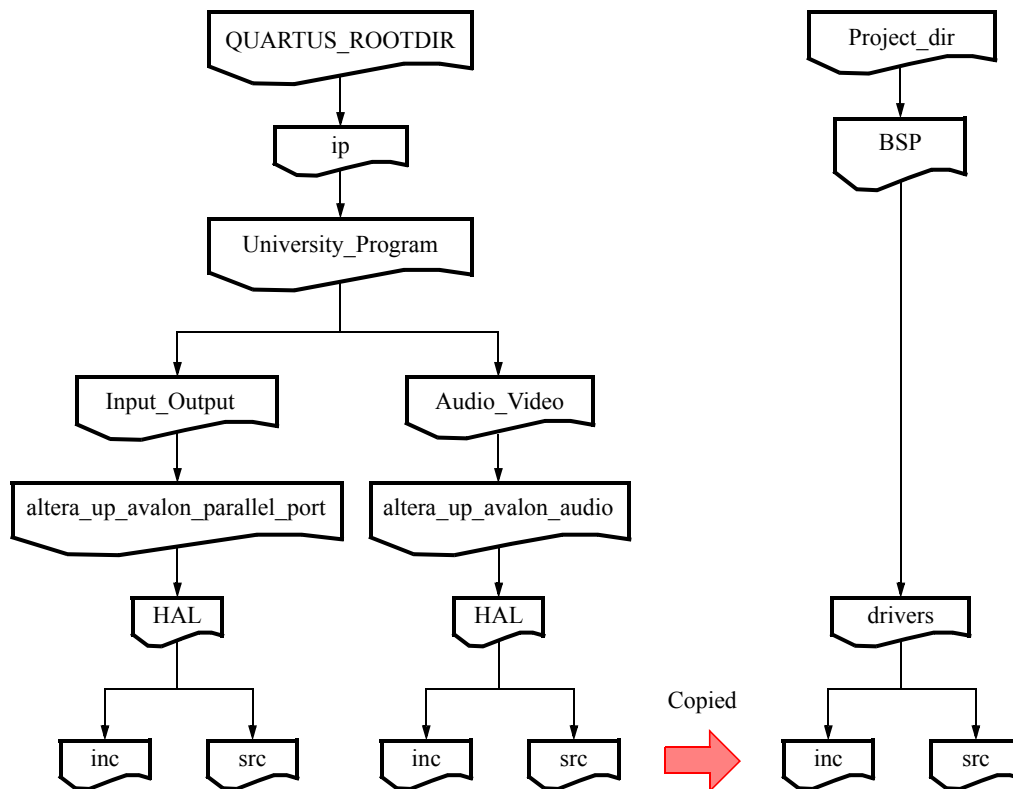 QUARTUS_ROOTDIR
Project_dir
ip
BSP
University_Program
Input_Output
Audio_Video
altera_up_avalon_parallel_port
altera_up_avalon_audio
HAL
HAL
drivers
Copied
inc
src
inc
src
inc
src